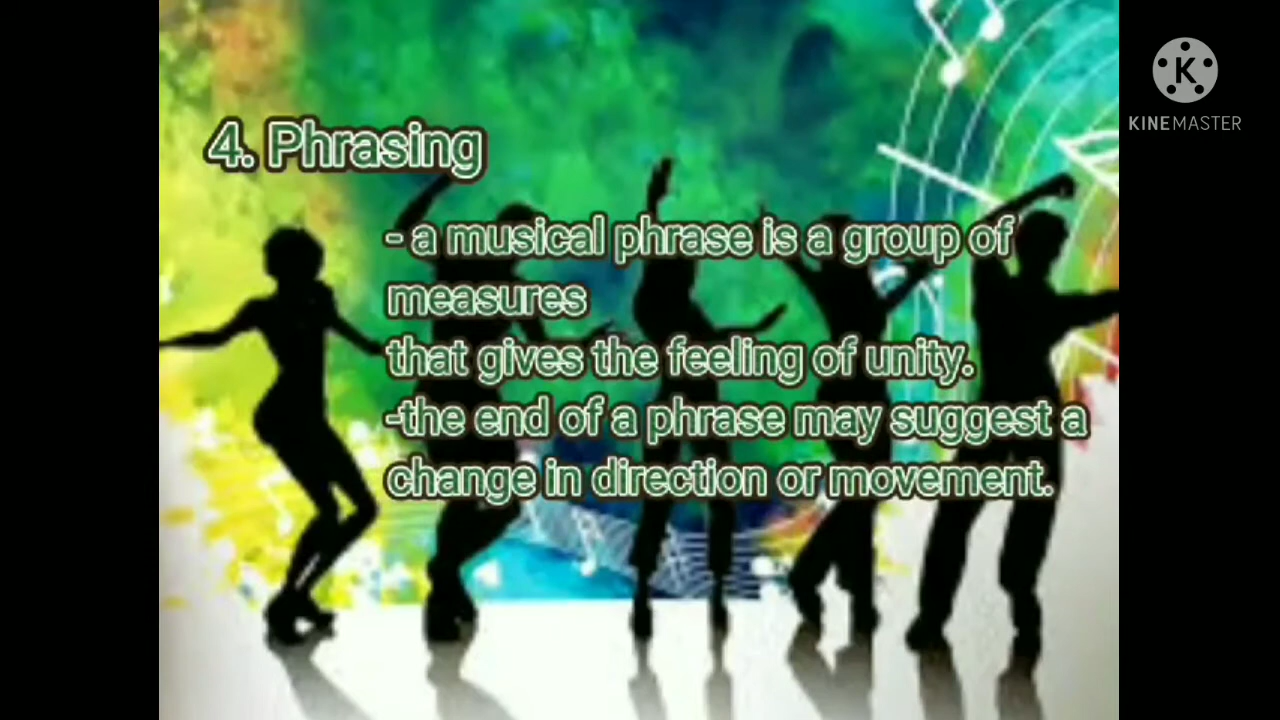 KINEMASTER
4. Phrasing
- a musical phrase is a group of
measures
that gives the feeling of unity.
-the end of a phrase may suggest a
change in direction or movement.